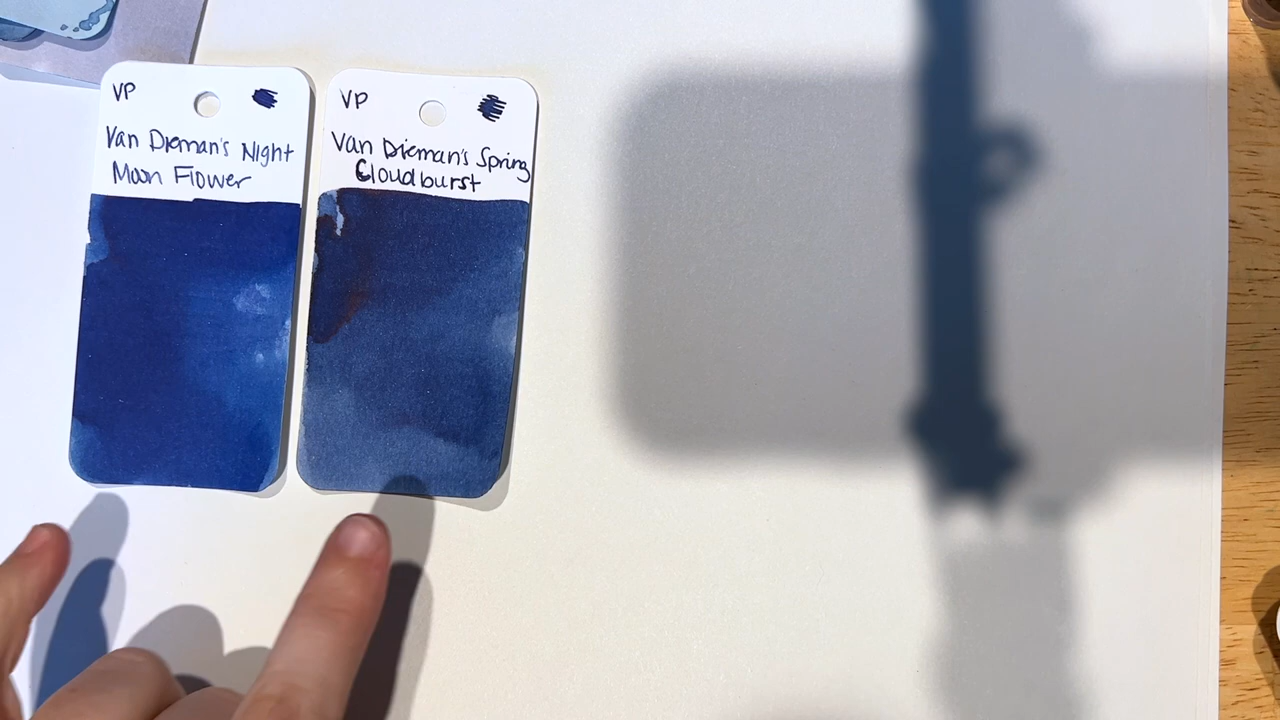 VP
Van Dieman's Night
Moon Flower
VP
Van Dieman's Spring
Cloudburst